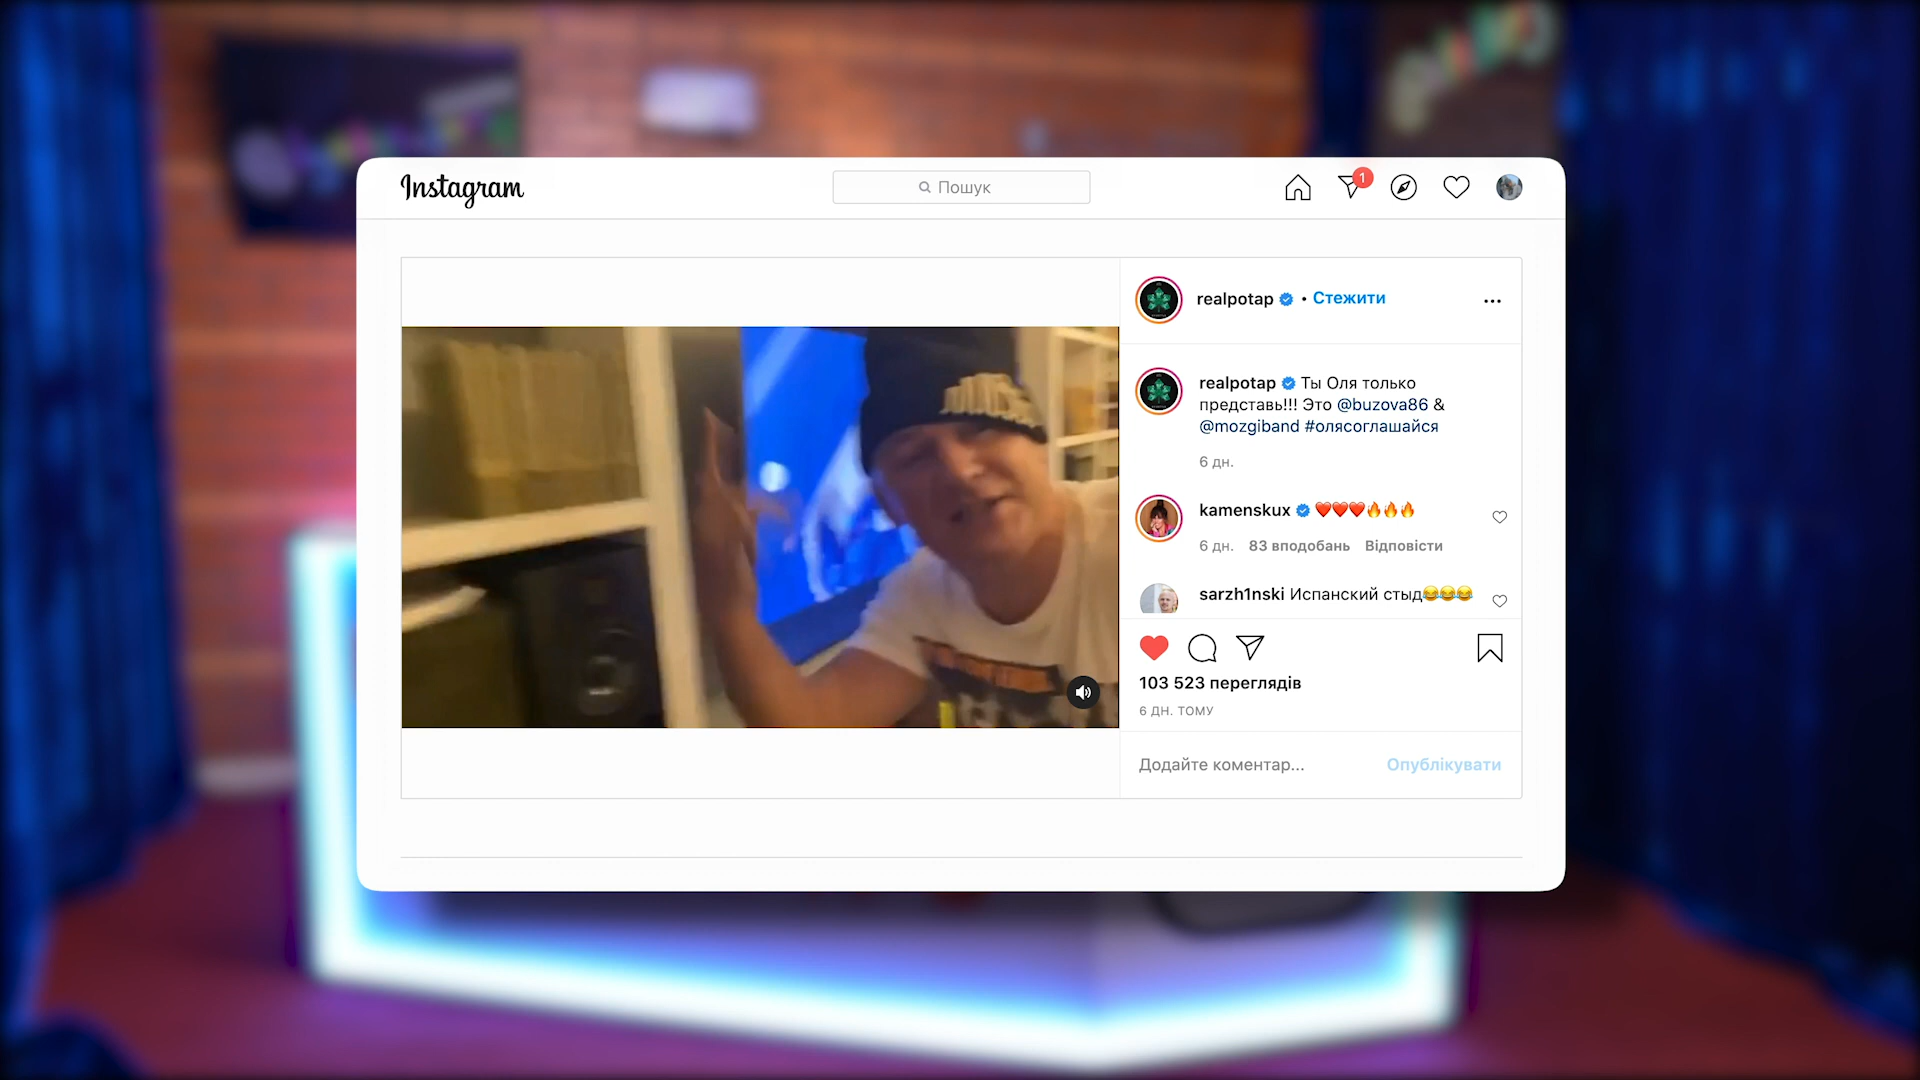 Instagram
Пошук
1
realpotap • Стежити
realpotap Ты Оля только
представь!!! Это @buzova86 &
@mozgiband #олясоглашайся
6 дн.
kamenskux ❤️❤️❤️🔥🔥🔥
6 дн. 83 вподобань Відповісти
sarzh1nski Испанский стыд😂😂😂
103 523 переглядів
6 ДН. ТОМУ
Додайте коментар... Опублікувати